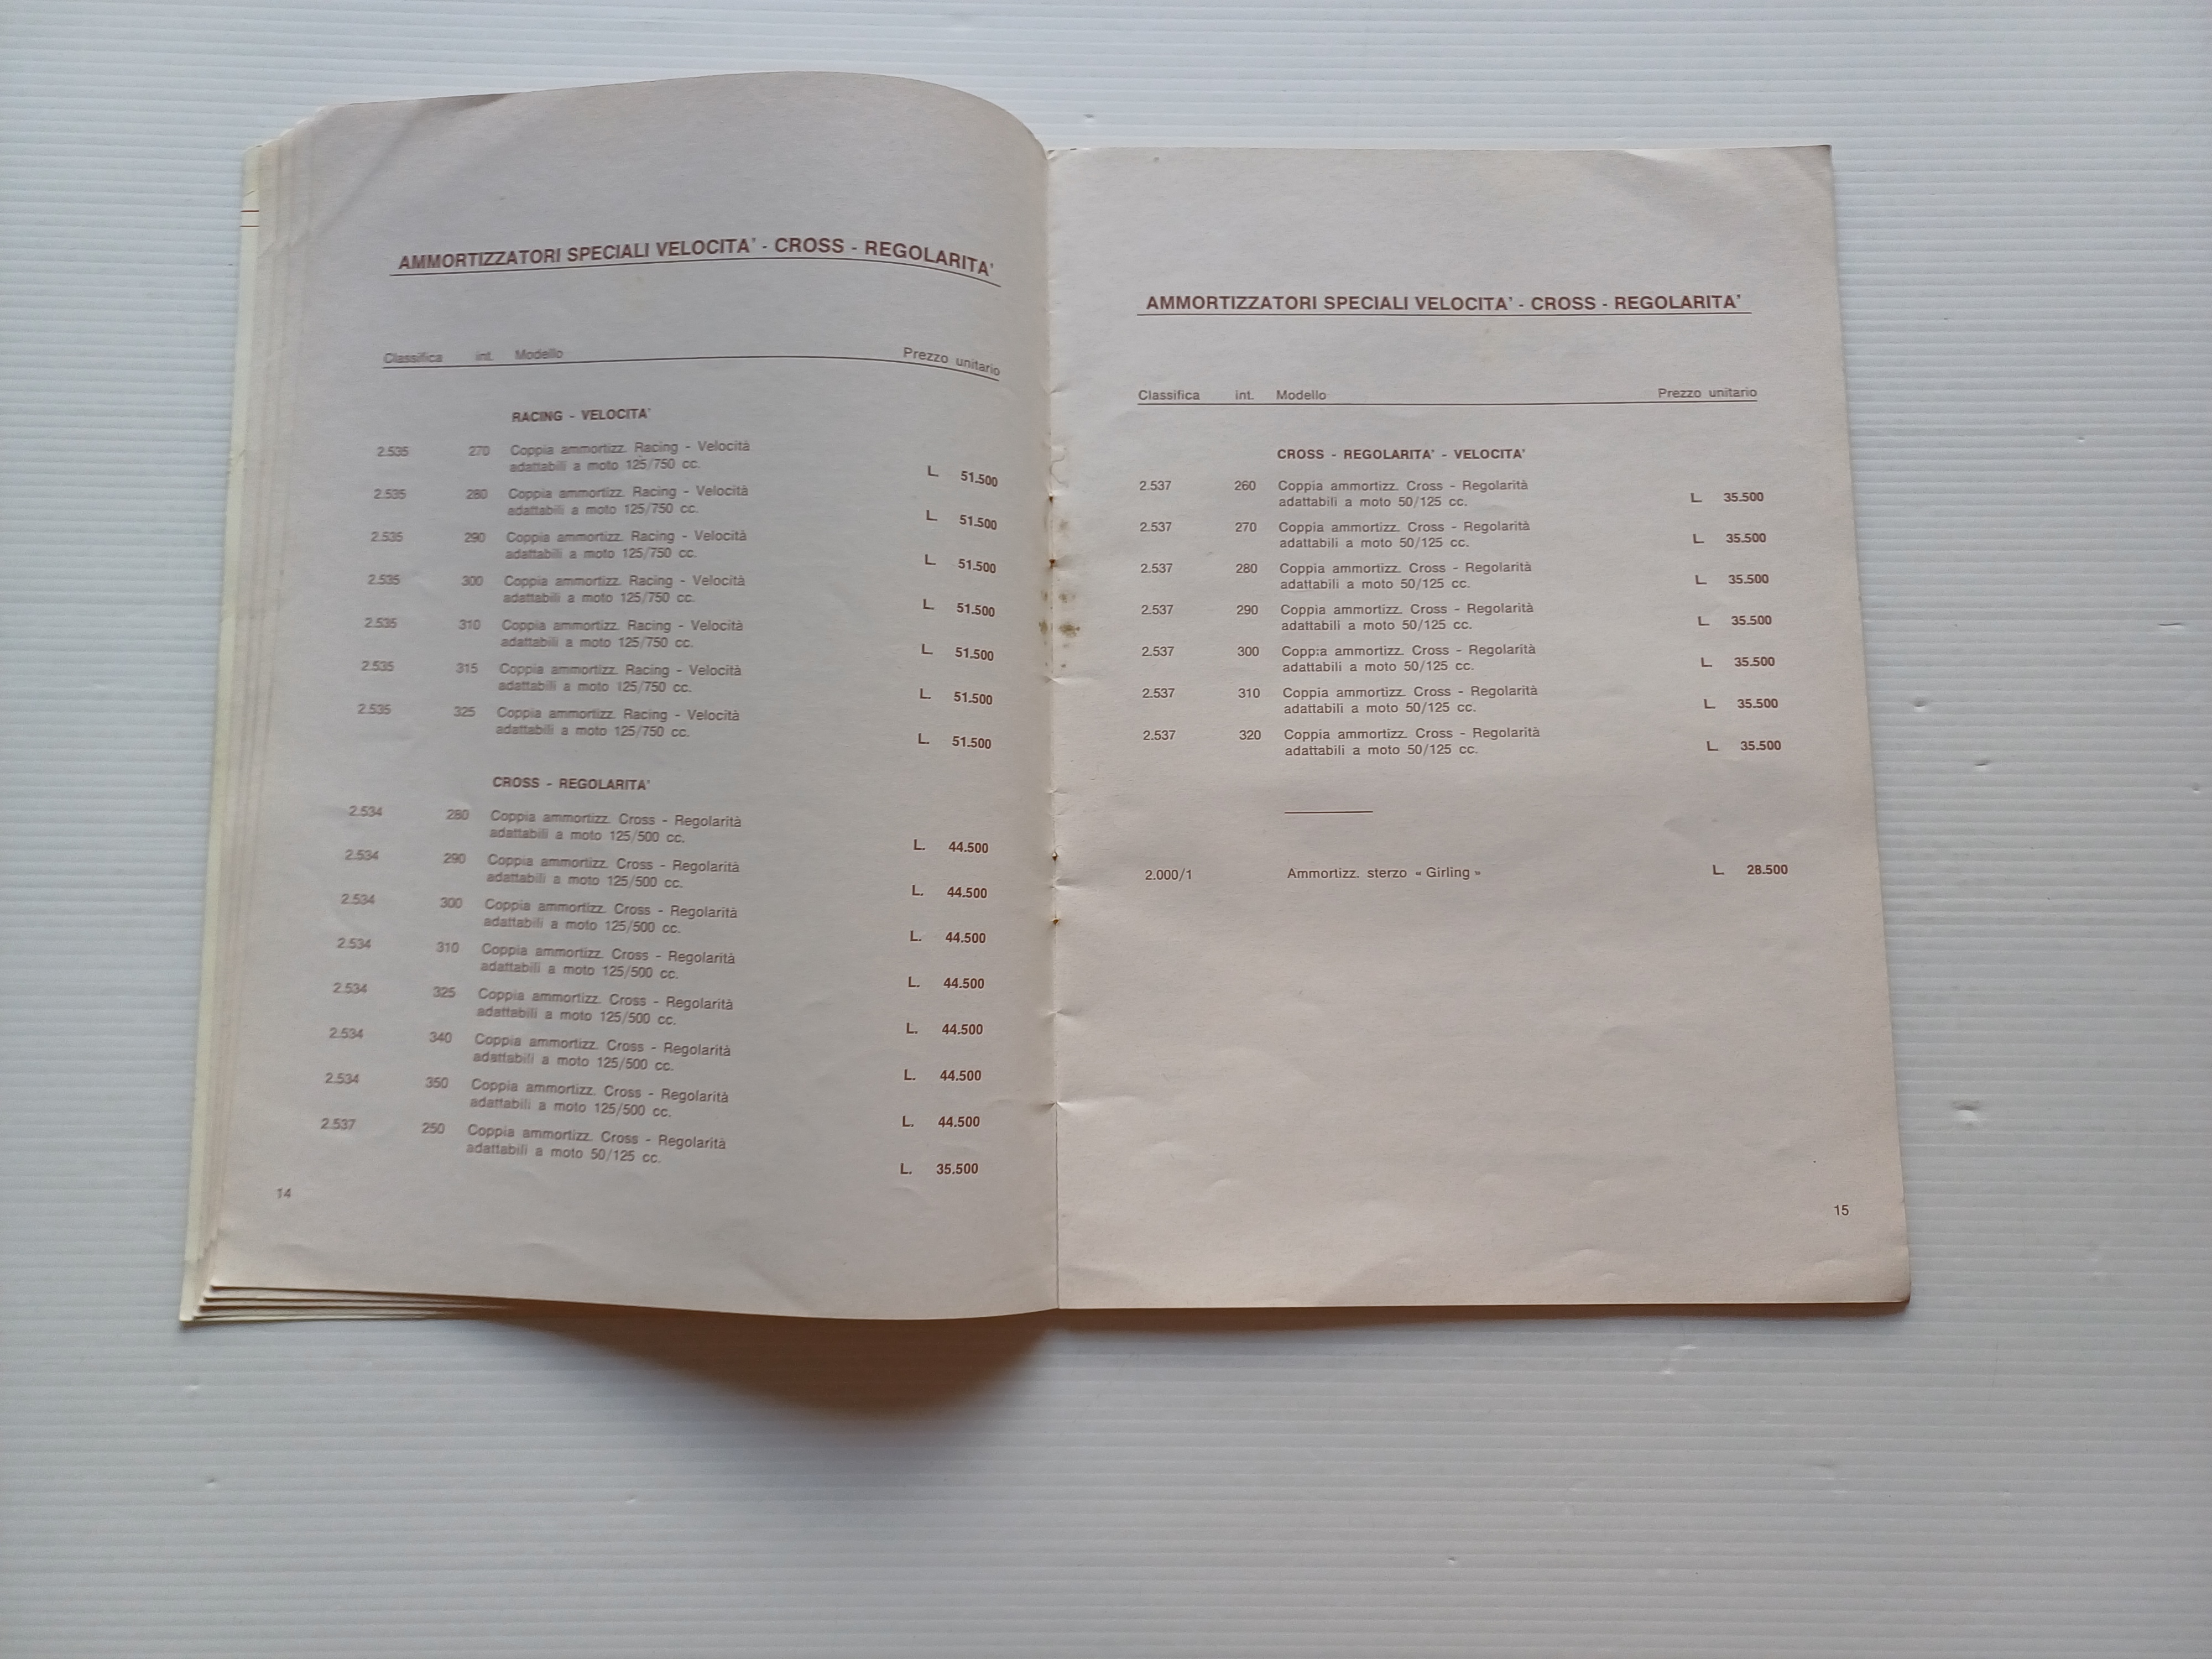 AMMORTIZZATORI SPECIALI VELOCITA' - CROSS - REGOLARITA'
Classifica int. Modello Prezzo unitario
RACING - VELOCITA'
2.535 270 Coppia ammortizz. Racing - Velocità
adattabili a moto 125/750 cc. L. 51.500
2.535 280 Coppia ammortizz. Racing - Velocità
adattabili a moto 125/750 cc. L. 51.500
2.535 290 Coppia ammortizz. Racing - Velocità
adattabili a moto 125/750 cc. L. 51.500
2.535 300 Coppia ammortizz. Racing - Velocità
adattabili a moto 125/750 cc. L. 51.500
2.535 310 Coppia ammortizz. Racing - Velocità
adattabili a moto 125/750 cc. L. 51.500
2.535 315 Coppia ammortizz. Racing - Velocità
adattabili a moto 125/750 cc. L. 51.500
2.535 325 Coppia ammortizz. Racing - Velocità
adattabili a moto 125/750 cc. L. 51.500
CROSS - REGOLARITA'
2.534 280 Coppia ammortizz. Cross - Regolarità
adattabili a moto 125/500 cc. L. 44.500
2.534 290 Coppia ammortizz. Cross - Regolarità
adattabili a moto 125/500 cc. L. 44.500
2.534 300 Coppia ammortizz. Cross - Regolarità
adattabili a moto 125/500 cc. L. 44.500
2.534 310 Coppia ammortizz. Cross - Regolarità
adattabili a moto 125/500 cc. L. 44.500
2.534 325 Coppia ammortizz. Cross - Regolarità
adattabili a moto 125/500 cc. L. 44.500
2.534 340 Coppia ammortizz. Cross - Regolarità
adattabili a moto 125/500 cc. L. 44.500
2.534 350 Coppia ammortizz. Cross - Regolarità
adattabili a moto 125/500 cc. L. 44.500
2.537 250 Coppia ammortizz. Cross - Regolarità
adattabili a moto 50/125 cc. L. 35.500
14
AMMORTIZZATORI SPECIALI VELOCITA' - CROSS - REGOLARITA'
Classifica int. Modello Prezzo unitario
CROSS - REGOLARITA' - VELOCITA'
2.537 260 Coppia ammortizz. Cross - Regolarità
adattabili a moto 50/125 cc. L. 35.500
2.537 270 Coppia ammortizz. Cross - Regolarità
adattabili a moto 50/125 cc. L. 35.500
2.537 280 Coppia ammortizz. Cross - Regolarità
adattabili a moto 50/125 cc. L. 35.500
2.537 290 Coppia ammortizz. Cross - Regolarità
adattabili a moto 50/125 cc. L. 35.500
2.537 300 Coppia ammortizz. Cross - Regolarità
adattabili a moto 50/125 cc. L. 35.500
2.537 310 Coppia ammortizz. Cross - Regolarità
adattabili a moto 50/125 cc. L. 35.500
2.537 320 Coppia ammortizz. Cross - Regolarità
adattabili a moto 50/125 cc. L. 35.500
2.000/1 Ammortizz. sterzo « Girling » L. 28.500
15